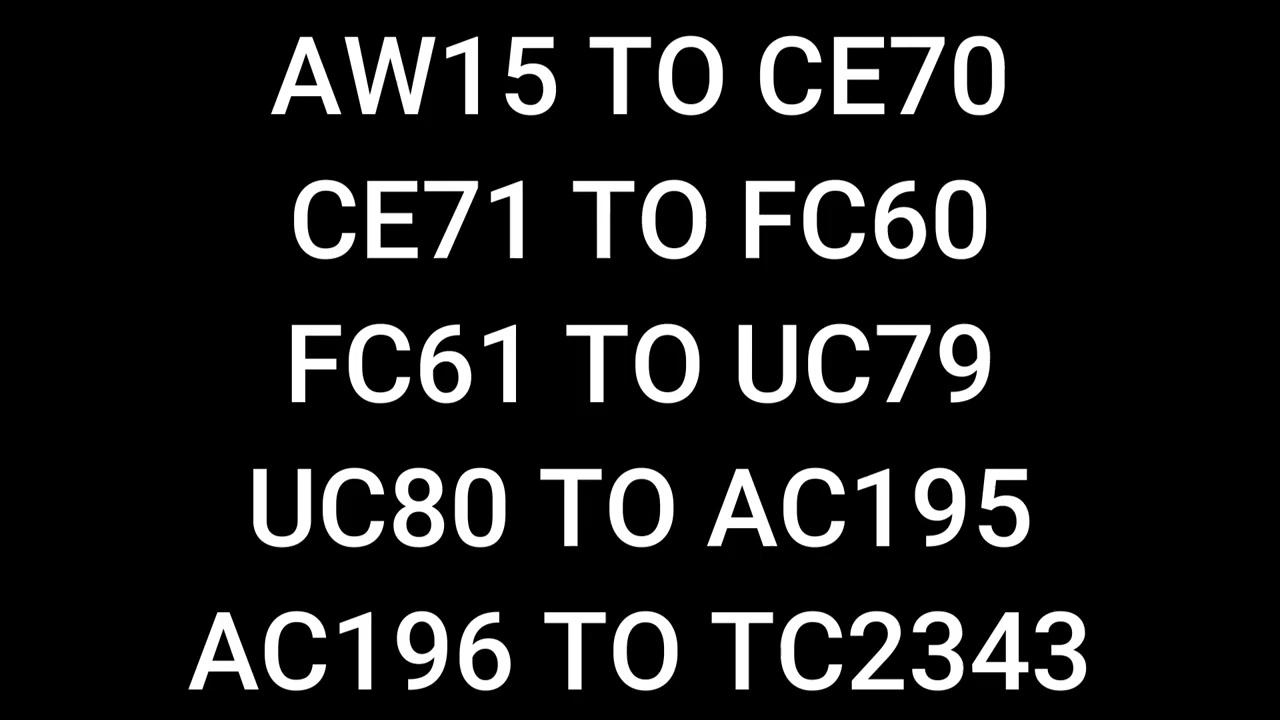 AW15 TO CE70
CE71 TO FC60
FC61 TO UC79
UC80 TO AC195
AC196 TO TC2343